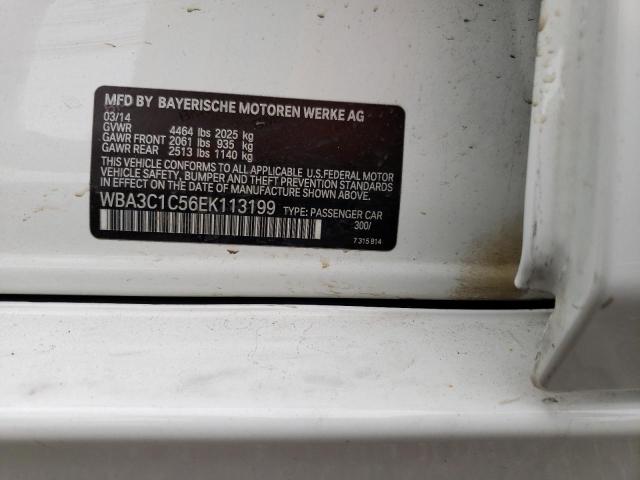 MFD BY BAYERISCHE MOTOREN WERKE AG
03/14
GVWR 4464 lbs 2025 kg
GAWR FRONT 2061 lbs 935 kg
GAWR REAR 2513 lbs 1140 kg
THIS VEHICLE CONFORMS TO ALL APPLICABLE U.S.FEDERAL MOTOR
VEHICLE SAFETY, BUMPER AND THEFT PREVENTION STANDARDS
IN EFFECT ON THE DATE OF MANUFACTURE SHOWN ABOVE.
WBA3C1C56EK113199 TYPE: PASSENGER CAR
300/
7 315 814